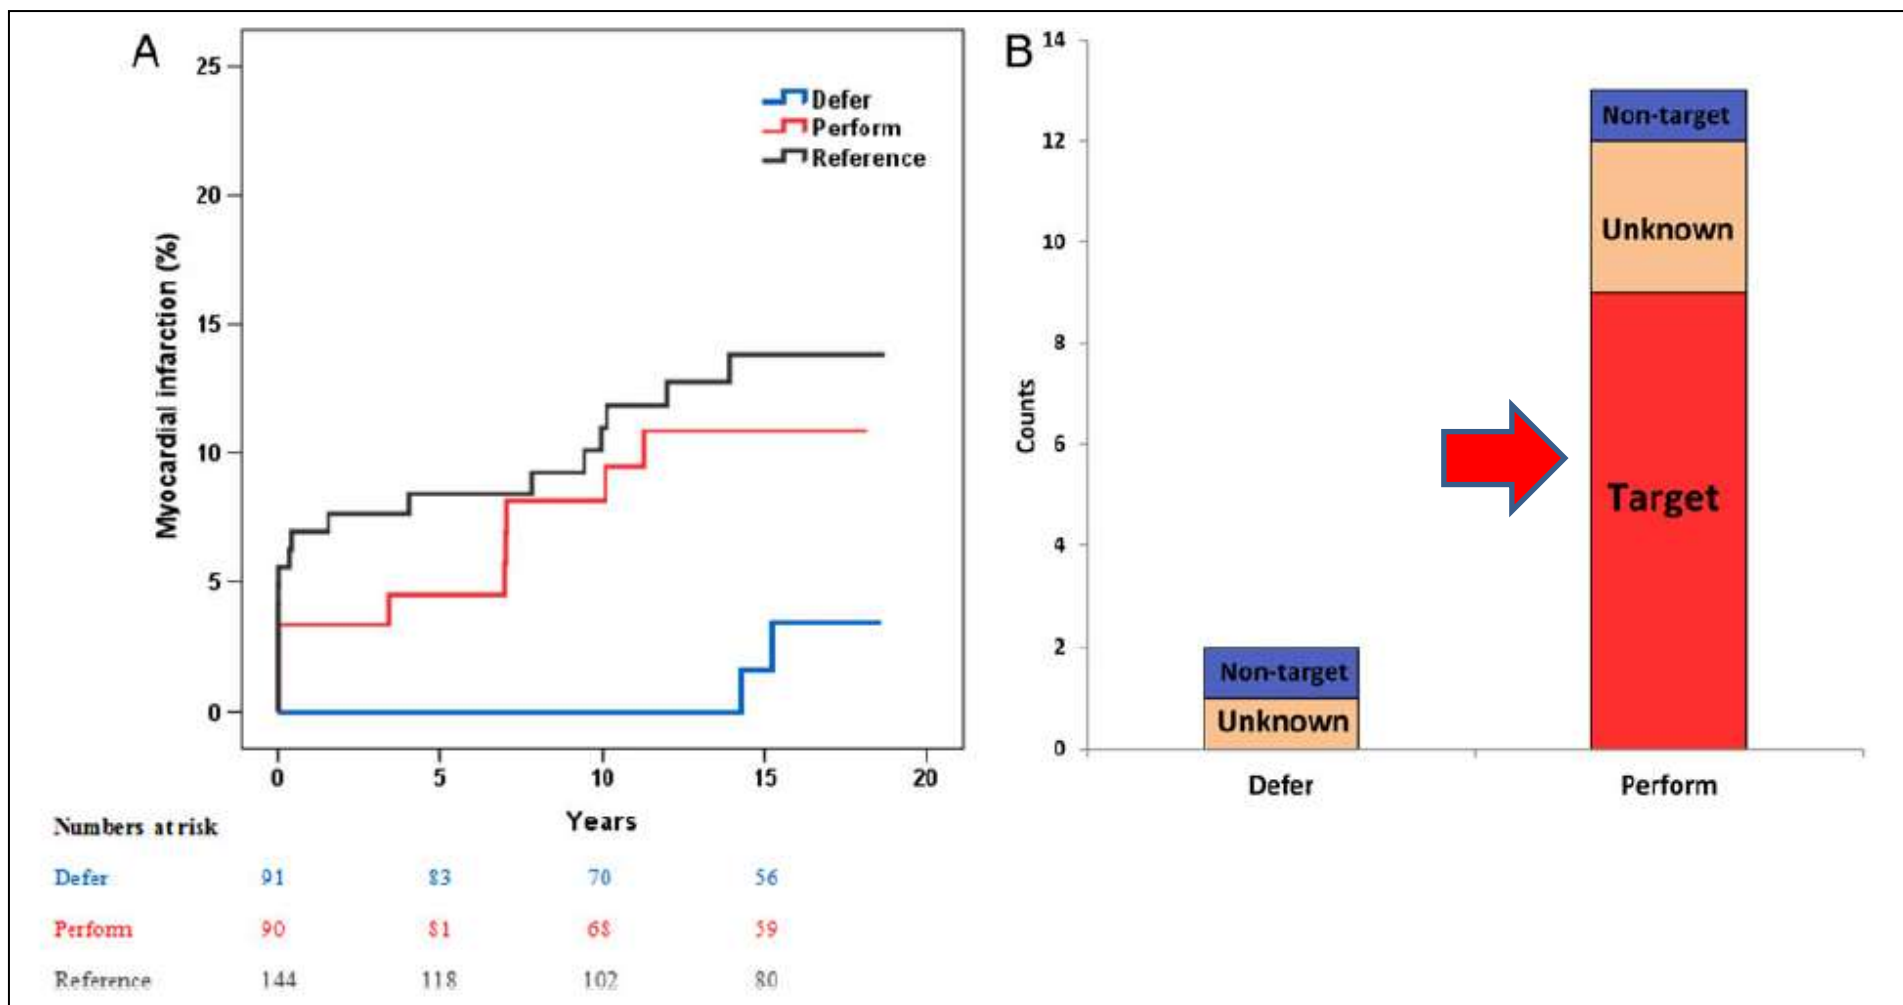 A
25
20
15
10
5
0
Myocardial infarction (%)
Defer
Perform
Reference
0 5 10 15 20
Years
Numbers at risk
Defer 91 83 70 56
Perform 90 81 68 59
Reference 144 118 102 80
B
14
12
10
8
6
4
2
0
Counts
Non-target
Unknown
Non-target
Unknown
Target
Defer Perform